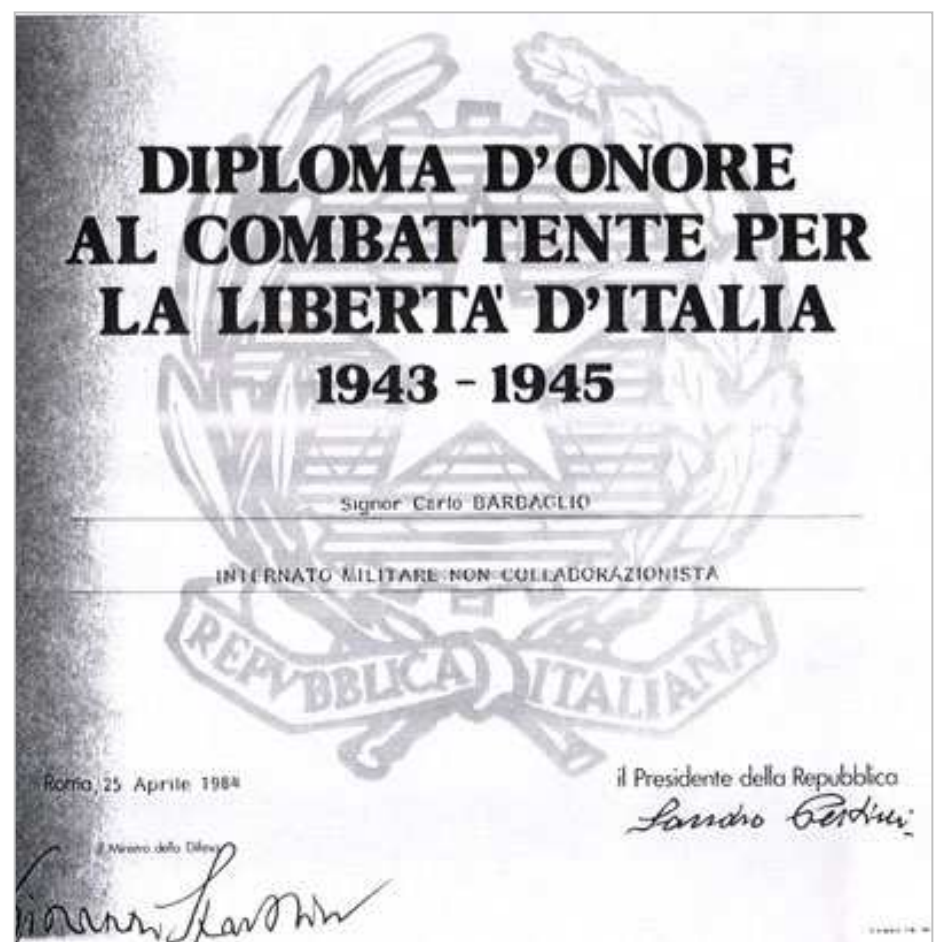 DIPLOMA D'ONORE
AL COMBATTENTE PER
LA LIBERTA' D'ITALIA
1943 - 1945
Signor Carlo BARBAGLIO
INTERNATO MILITARE NON COLLABORAZIONISTA
REPVBBLICA ITALIANA
Roma, 25 Aprile 1984
il Presidente della Repubblica
Sandro Pertini
il Ministro della Difesa
Giovanni